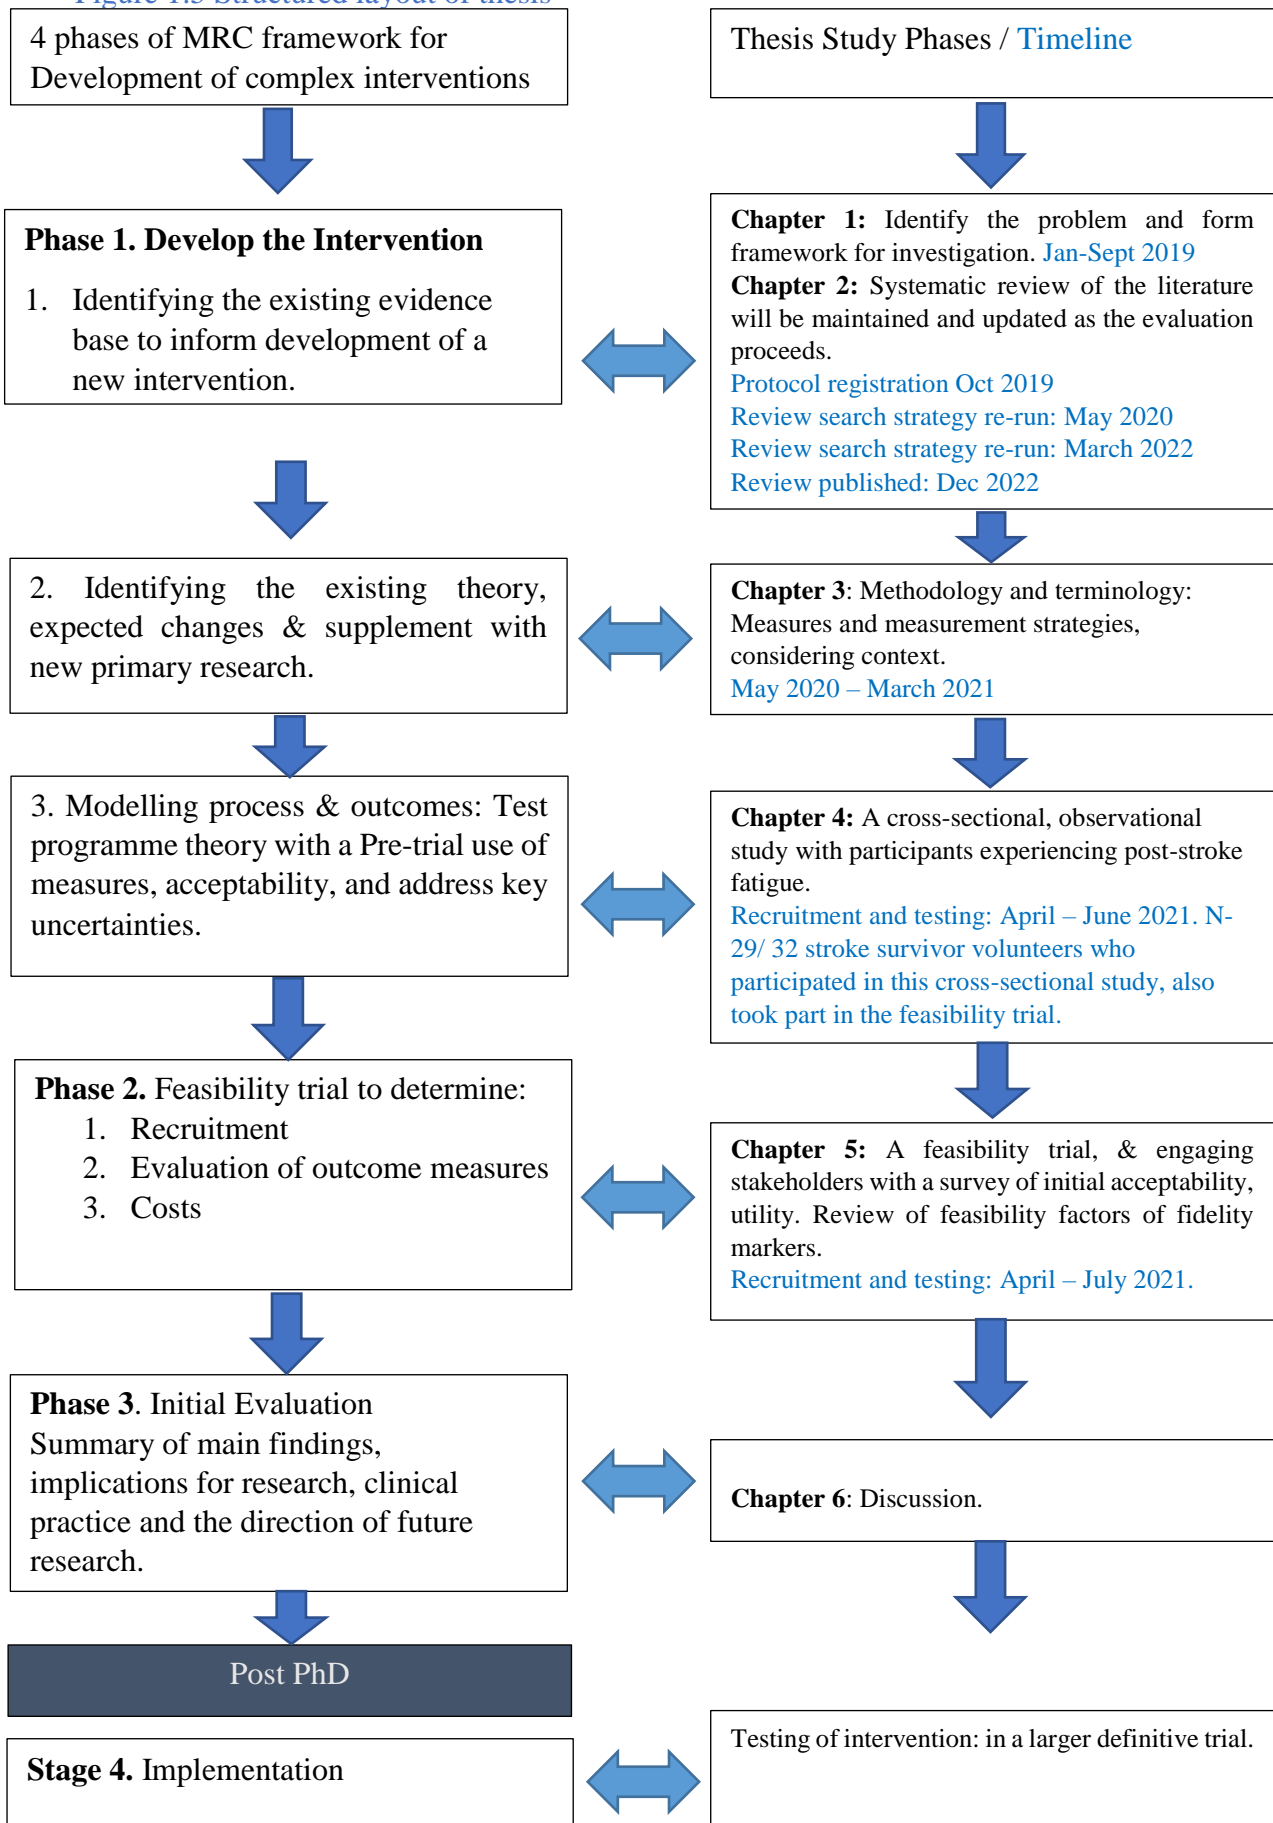 Figure 1.3 Structured layout of thesis
4 phases of MRC framework for
Development of complex interventions
Thesis Study Phases / Timeline
Phase 1. Develop the Intervention
1. Identifying the existing evidence
base to inform development of a
new intervention.
Chapter 1: Identify the problem and form
framework for investigation. Jan-Sept 2019
Chapter 2: Systematic review of the literature
will be maintained and updated as the evaluation
proceeds.
Protocol registration Oct 2019
Review search strategy re-run: May 2020
Review search strategy re-run: March 2022
Review published: Dec 2022
2. Identifying the existing theory,
expected changes & supplement with
new primary research.
Chapter 3: Methodology and terminology:
Measures and measurement strategies,
considering context.
May 2020 – March 2021
3. Modelling process & outcomes: Test
programme theory with a Pre-trial use of
measures, acceptability, and address key
uncertainties.
Chapter 4: A cross-sectional, observational
study with participants experiencing post-stroke
fatigue.
Recruitment and testing: April – June 2021. N-
29/ 32 stroke survivor volunteers who
participated in this cross-sectional study, also
took part in the feasibility trial.
Phase 2. Feasibility trial to determine:
1. Recruitment
2. Evaluation of outcome measures
3. Costs
Chapter 5: A feasibility trial, & engaging
stakeholders with a survey of initial acceptability,
utility. Review of feasibility factors of fidelity
markers.
Recruitment and testing: April – July 2021.
Phase 3. Initial Evaluation
Summary of main findings,
implications for research, clinical
practice and the direction of future
research.
Chapter 6: Discussion.
Post PhD
Stage 4. Implementation
Testing of intervention: in a larger definitive trial.